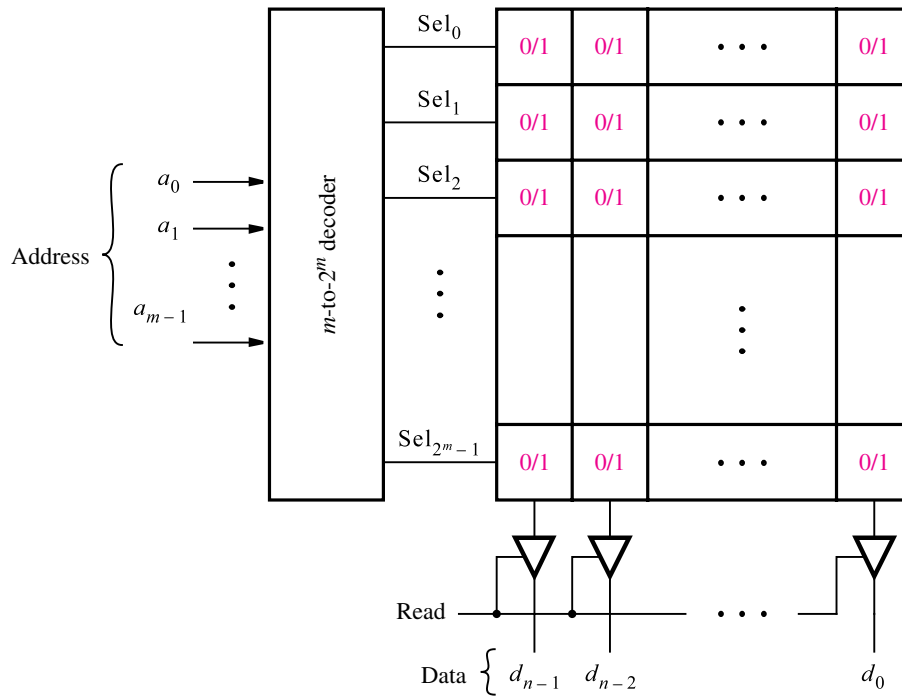 Sel₀
0/1 0/1 • • • 0/1
Sel₁
0/1 0/1 • • • 0/1
Sel₂
0/1 0/1 • • • 0/1
a₀
a₁
Address
aₘ₋₁
m-to-2ᵐ decoder
Sel₂ᵐ₋₁
0/1 0/1 • • • 0/1
Read • • •
Data { dₙ₋₁ dₙ₋₂ d₀